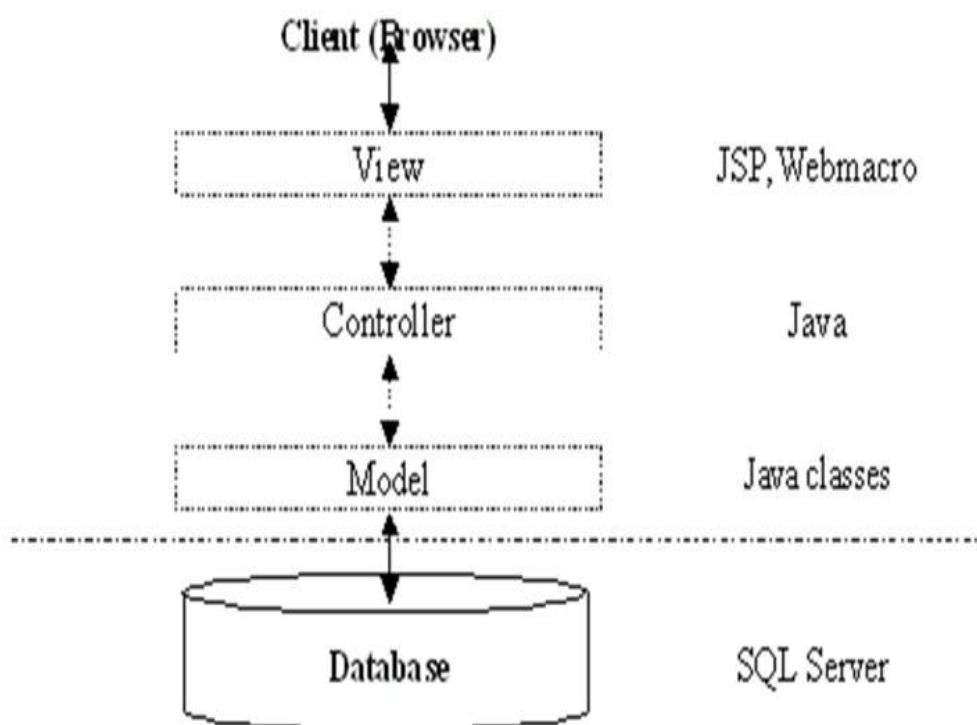 Client (Browser)
View
JSP, Webmacro
Controller
Java
Model
Java classes
Database
SQL Server